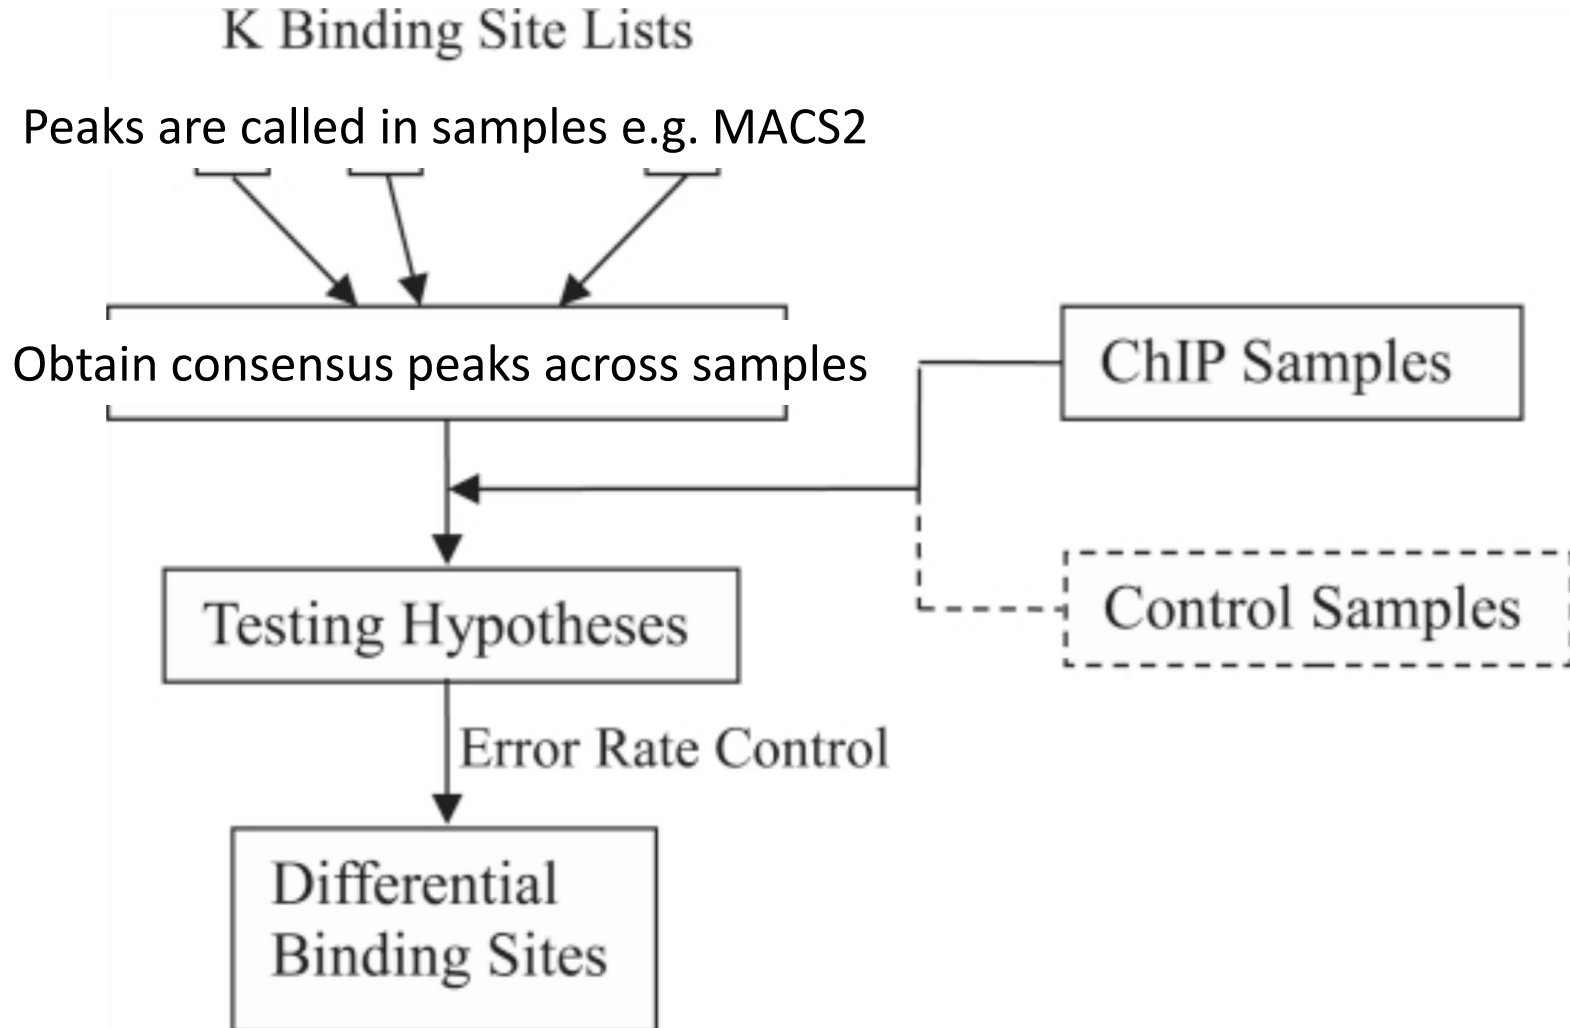 K Binding Site Lists
Peaks are called in samples e.g. MACS2
Obtain consensus peaks across samples
ChIP Samples
Control Samples
Testing Hypotheses
Error Rate Control
Differential
Binding Sites